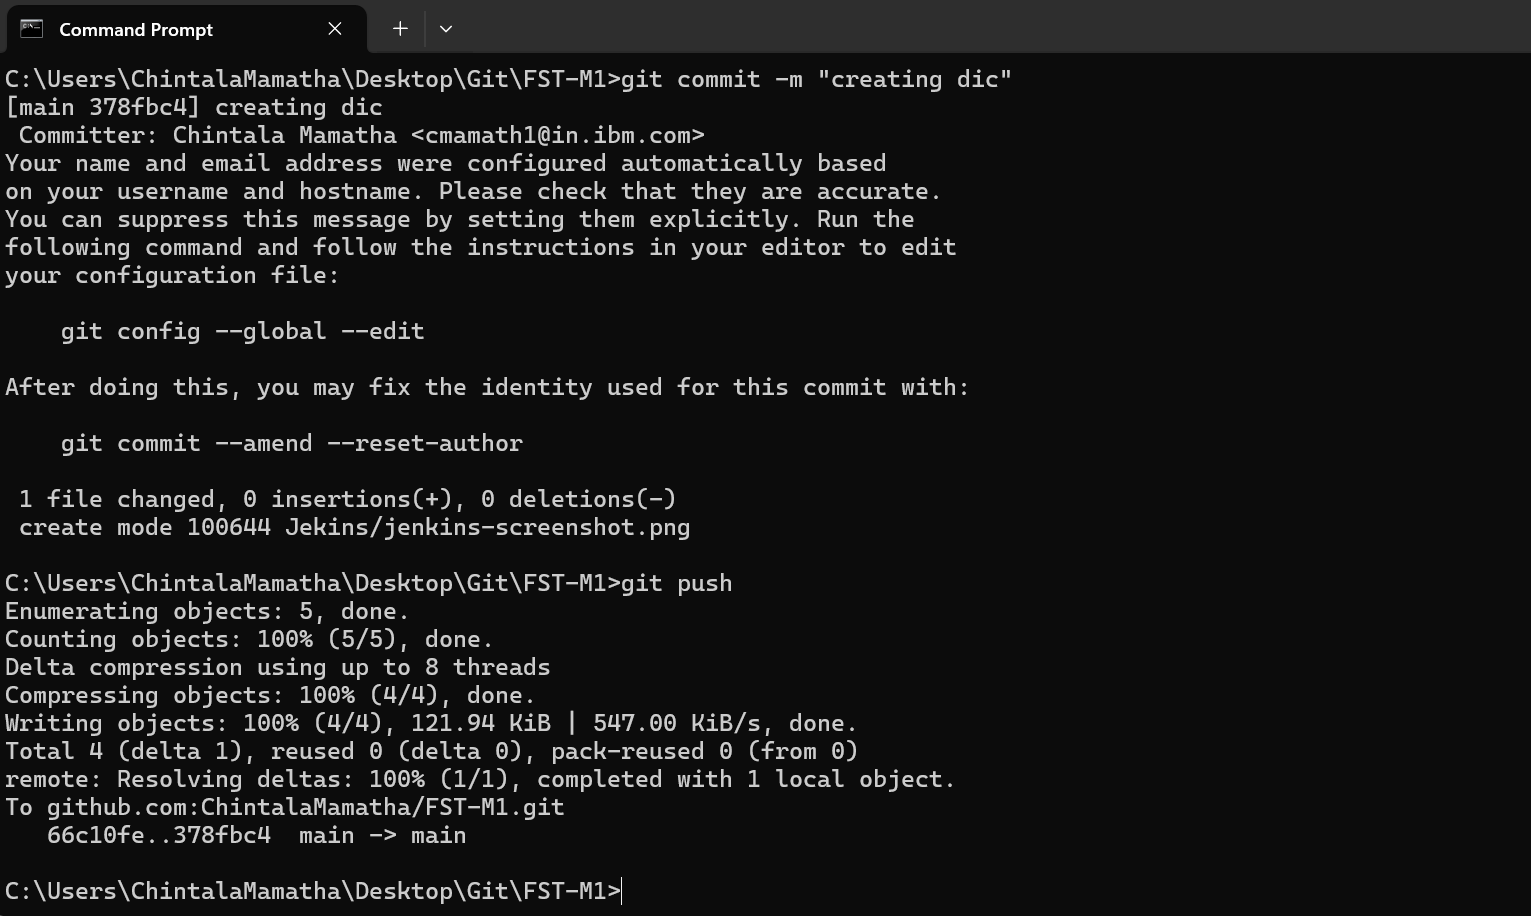 Command Prompt
C:\Users\ChintalaMamatha\Desktop\Git\FST-M1>git commit -m "creating dic"
[main 378fbc4] creating dic
 Committer: Chintala Mamatha <cmamath1@in.ibm.com>
Your name and email address were configured automatically based
on your username and hostname. Please check that they are accurate.
You can suppress this message by setting them explicitly. Run the
following command and follow the instructions in your editor to edit
your configuration file:

    git config --global --edit

After doing this, you may fix the identity used for this commit with:

    git commit --amend --reset-author

 1 file changed, 0 insertions(+), 0 deletions(-)
 create mode 100644 Jekins/jenkins-screenshot.png

C:\Users\ChintalaMamatha\Desktop\Git\FST-M1>git push
Enumerating objects: 5, done.
Counting objects: 100% (5/5), done.
Delta compression using up to 8 threads
Compressing objects: 100% (4/4), done.
Writing objects: 100% (4/4), 121.94 KiB | 547.00 KiB/s, done.
Total 4 (delta 1), reused 0 (delta 0), pack-reused 0 (from 0)
remote: Resolving deltas: 100% (1/1), completed with 1 local object.
To github.com:ChintalaMamatha/FST-M1.git
   66c10fe..378fbc4  main -> main

C:\Users\ChintalaMamatha\Desktop\Git\FST-M1>